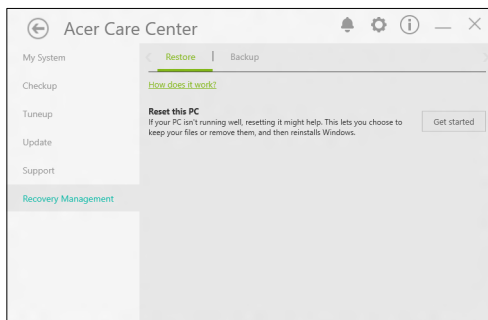 Acer Care Center
My System
Restore
Backup
Checkup
How does it work?
Tuneup
Reset this PC
If your PC isn't running well, resetting it might help. This lets you choose to
keep your files or remove them, and then reinstalls Windows.
Get started
Update
Support
Recovery Management